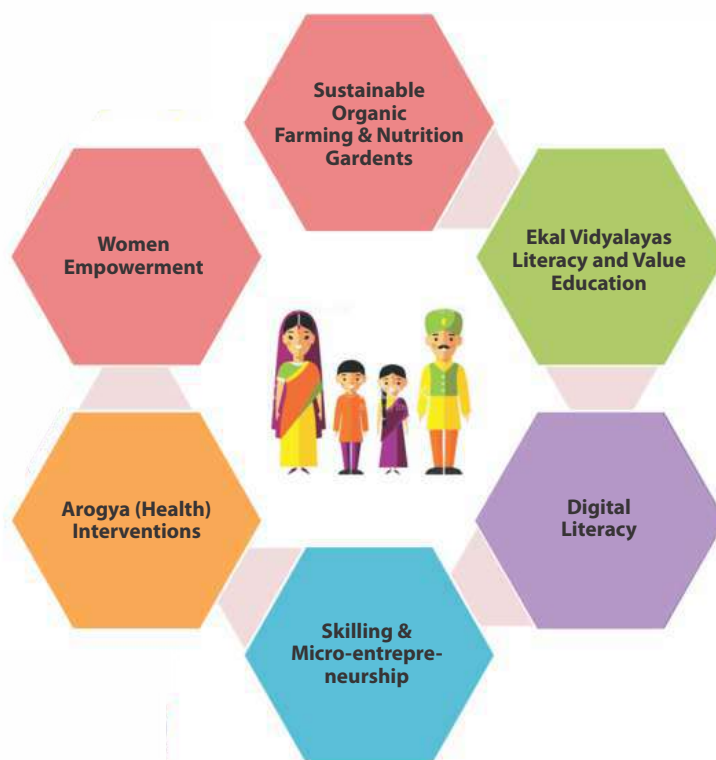 Sustainable
Organic
Farming & Nutrition
Gardents
Ekal Vidyalayas
Literacy and Value
Education
Digital
Literacy
Skilling &
Micro-entrepre-
neurship
Arogya (Health)
Interventions
Women
Empowerment